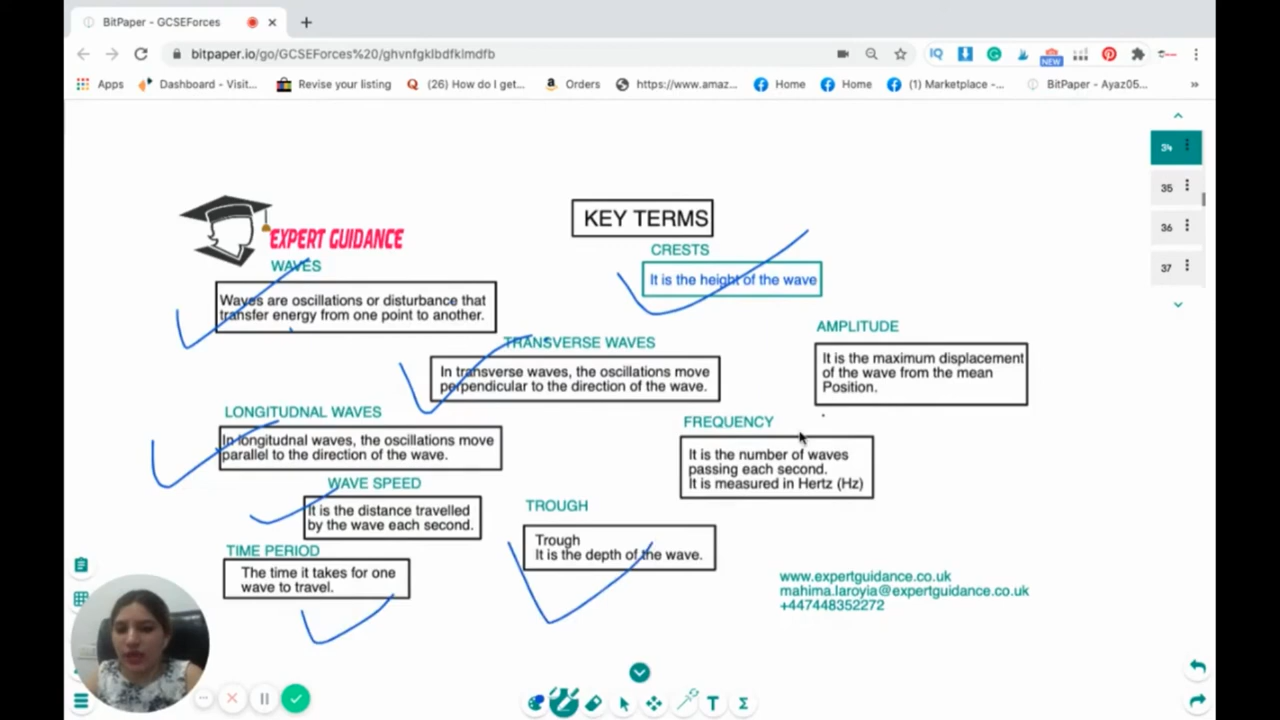 BitPaper - GCSEForces
bitpaper.io/go/GCSEForces%20/ghvnfgklbdfklmdfb
IQ
NEW
Apps
Dashboard - Visit...
Revise your listing
(26) How do I get...
Orders
https://www.amaz...
Home
Home
(1) Marketplace -...
BitPaper - Ayaz05...
34
35
36
37
EXPERT GUIDANCE
KEY TERMS
CRESTS
It is the height of the wave
WAVES
Waves are oscillations or disturbance that
transfer energy from one point to another.
TRANSVERSE WAVES
In transverse waves, the oscillations move
perpendicular to the direction of the wave.
AMPLITUDE
It is the maximum displacement
of the wave from the mean
Position.
LONGITUDNAL WAVES
In longitudnal waves, the oscillations move
parallel to the direction of the wave.
FREQUENCY
It is the number of waves
passing each second.
It is measured in Hertz (Hz)
WAVE SPEED
It is the distance travelled
by the wave each second.
TROUGH
Trough
It is the depth of the wave.
TIME PERIOD
The time it takes for one
wave to travel.
www.expertguidance.co.uk
mahima.laroyia@expertguidance.co.uk
+447448352272
T
Σ